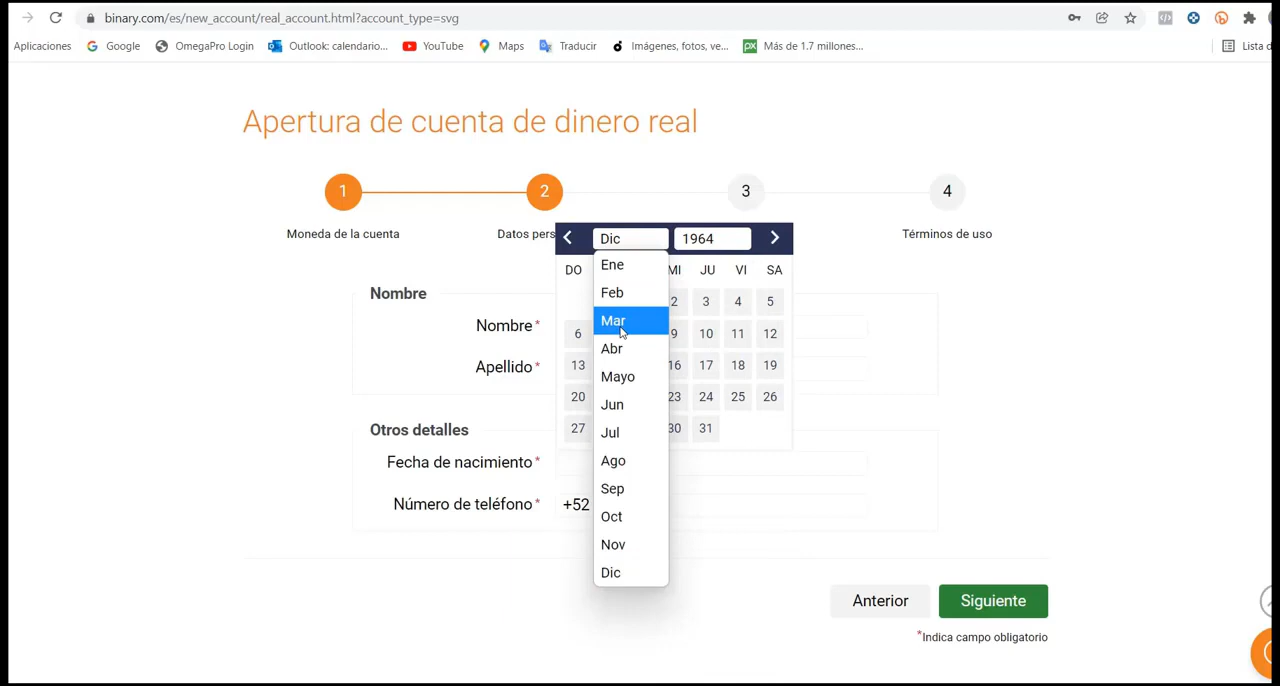 binary.com/es/new_account/real_account.html?account_type=svg
Aplicaciones Google OmegaPro Login Outlook: calendario... YouTube Maps Traducir Imágenes, fotos, ve... Más de 1.7 millones... Lista d
Apertura de cuenta de dinero real
1 2 3 4
Moneda de la cuenta Datos pers Términos de uso
Dic 1964
DO MI JU VI SA
Ene
Feb
Mar
Abr
Mayo
Jun
Jul
Ago
Sep
Oct
Nov
Dic
2 3 4 5
6 9 10 11 12
13 16 17 18 19
20 23 24 25 26
27 30 31
Nombre
Nombre*
Apellido*
Otros detalles
Fecha de nacimiento*
Número de teléfono* +52
Anterior Siguiente
*Indica campo obligatorio